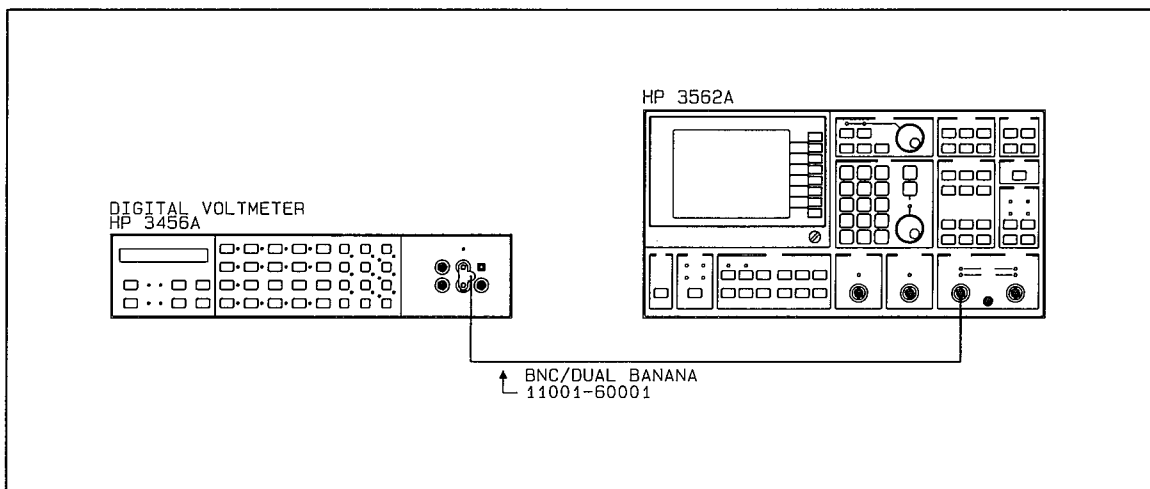 HP 3562A
DIGITAL VOLTMETER
HP 3456A
BNC/DUAL BANANA
11001-60001